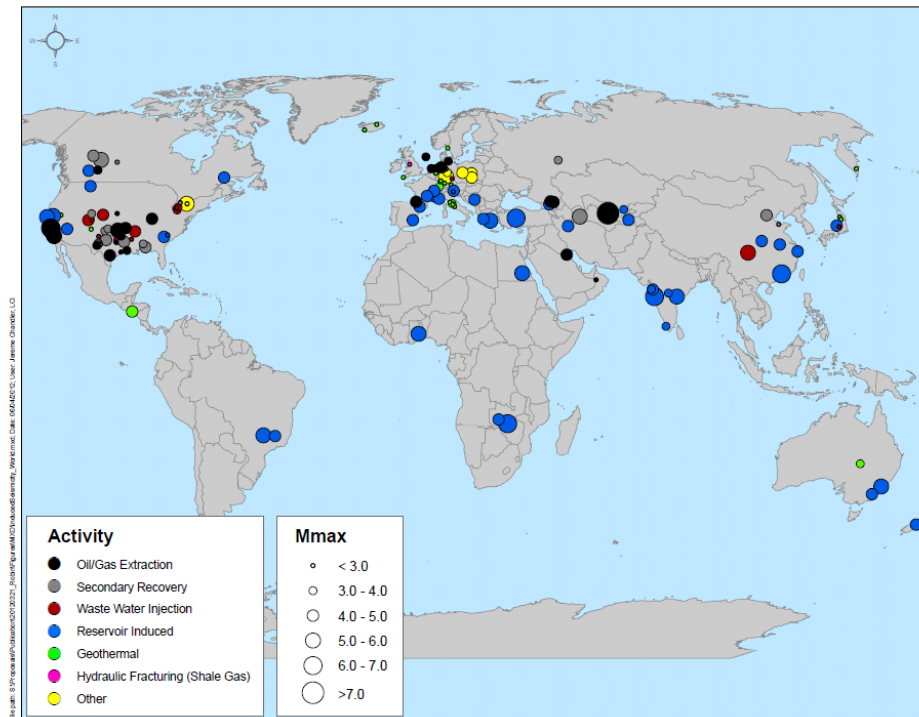 N
W E
S
Activity
Oil/Gas Extraction
Secondary Recovery
Waste Water Injection
Reservoir Induced
Geothermal
Hydraulic Fracturing (Shale Gas)
Other
Mmax
< 3.0
3.0 - 4.0
4.0 - 5.0
5.0 - 6.0
6.0 - 7.0
>7.0